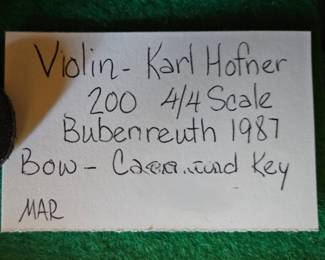 Violin - Karl Hofner
200 4/4 Scale
Bubenreuth 1987
Bow - Key
MAR